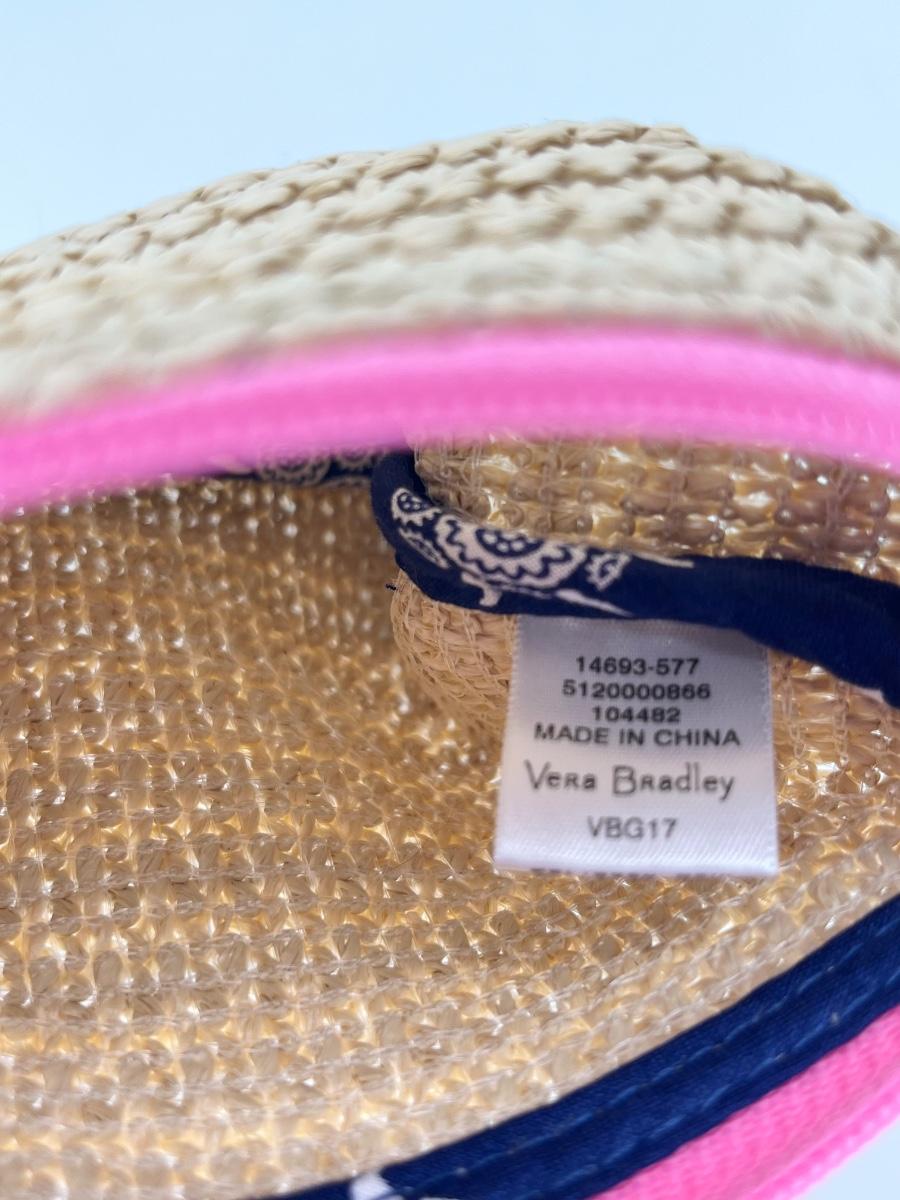 14693-577
5120000866
104482
MADE IN CHINA
Vera Bradley
VBG17